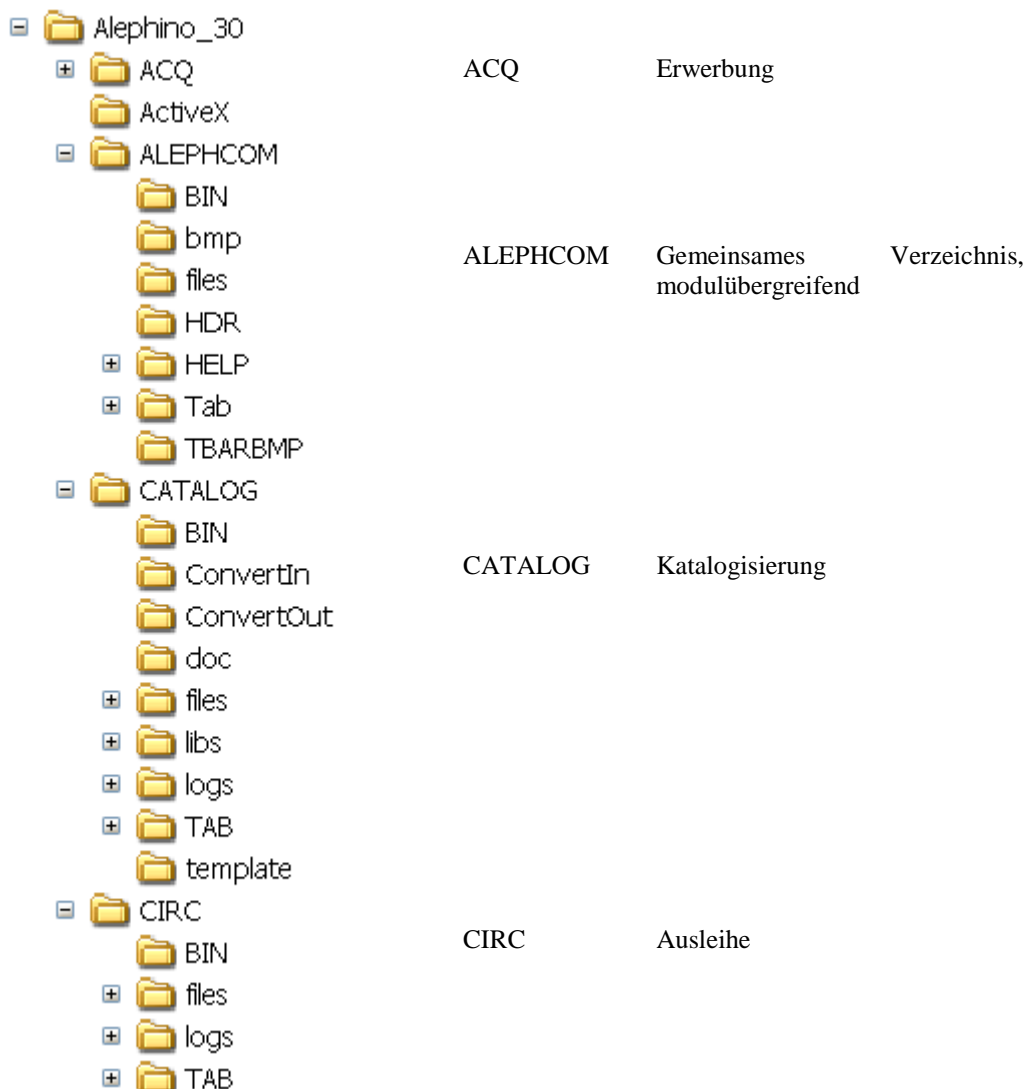 Alephino_30
ACQ ACQ Erwerbung
ActiveX
ALEPHCOM
BIN
bmp
ALEPHCOM Gemeinsames Verzeichnis,
modulübergreifend
files
HDR
HELP
Tab
TBARBMP
CATALOG
BIN
ConvertIn CATALOG Katalogisierung
ConvertOut
doc
files
libs
logs
TAB
template
CIRC
CIRC Ausleihe
BIN
files
logs
TAB